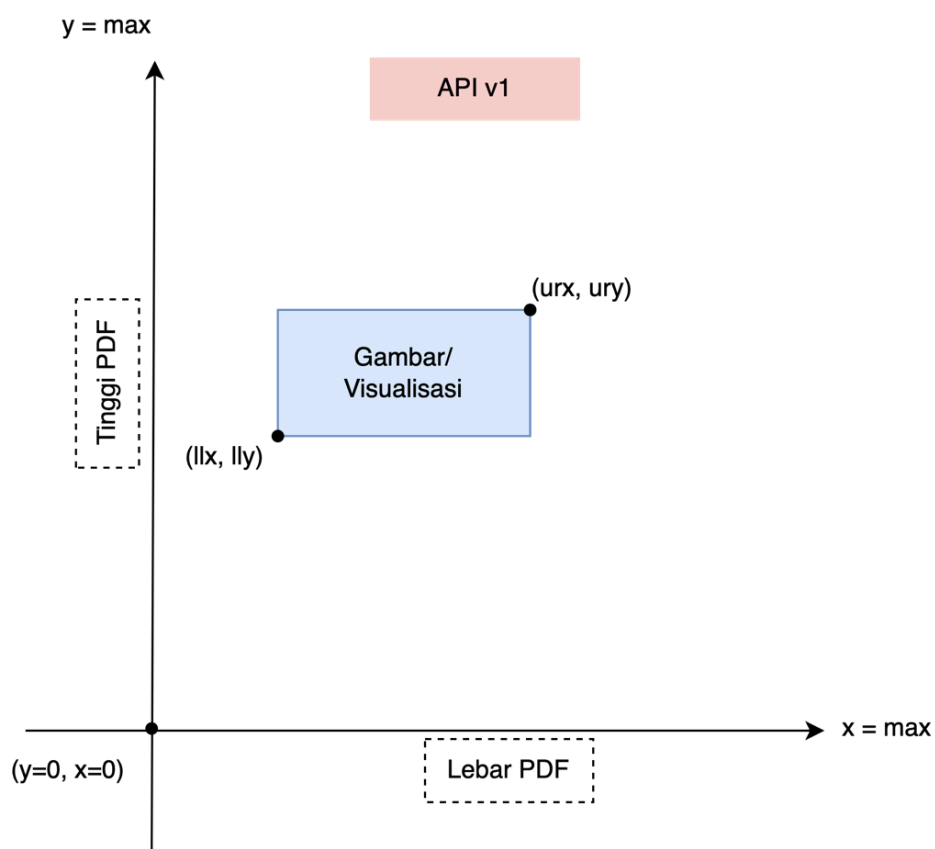 y = max
API v1
(urx, ury)
Gambar/
Visualisasi
Tinggi PDF
(llx, lly)
x = max
(y=0, x=0)
Lebar PDF